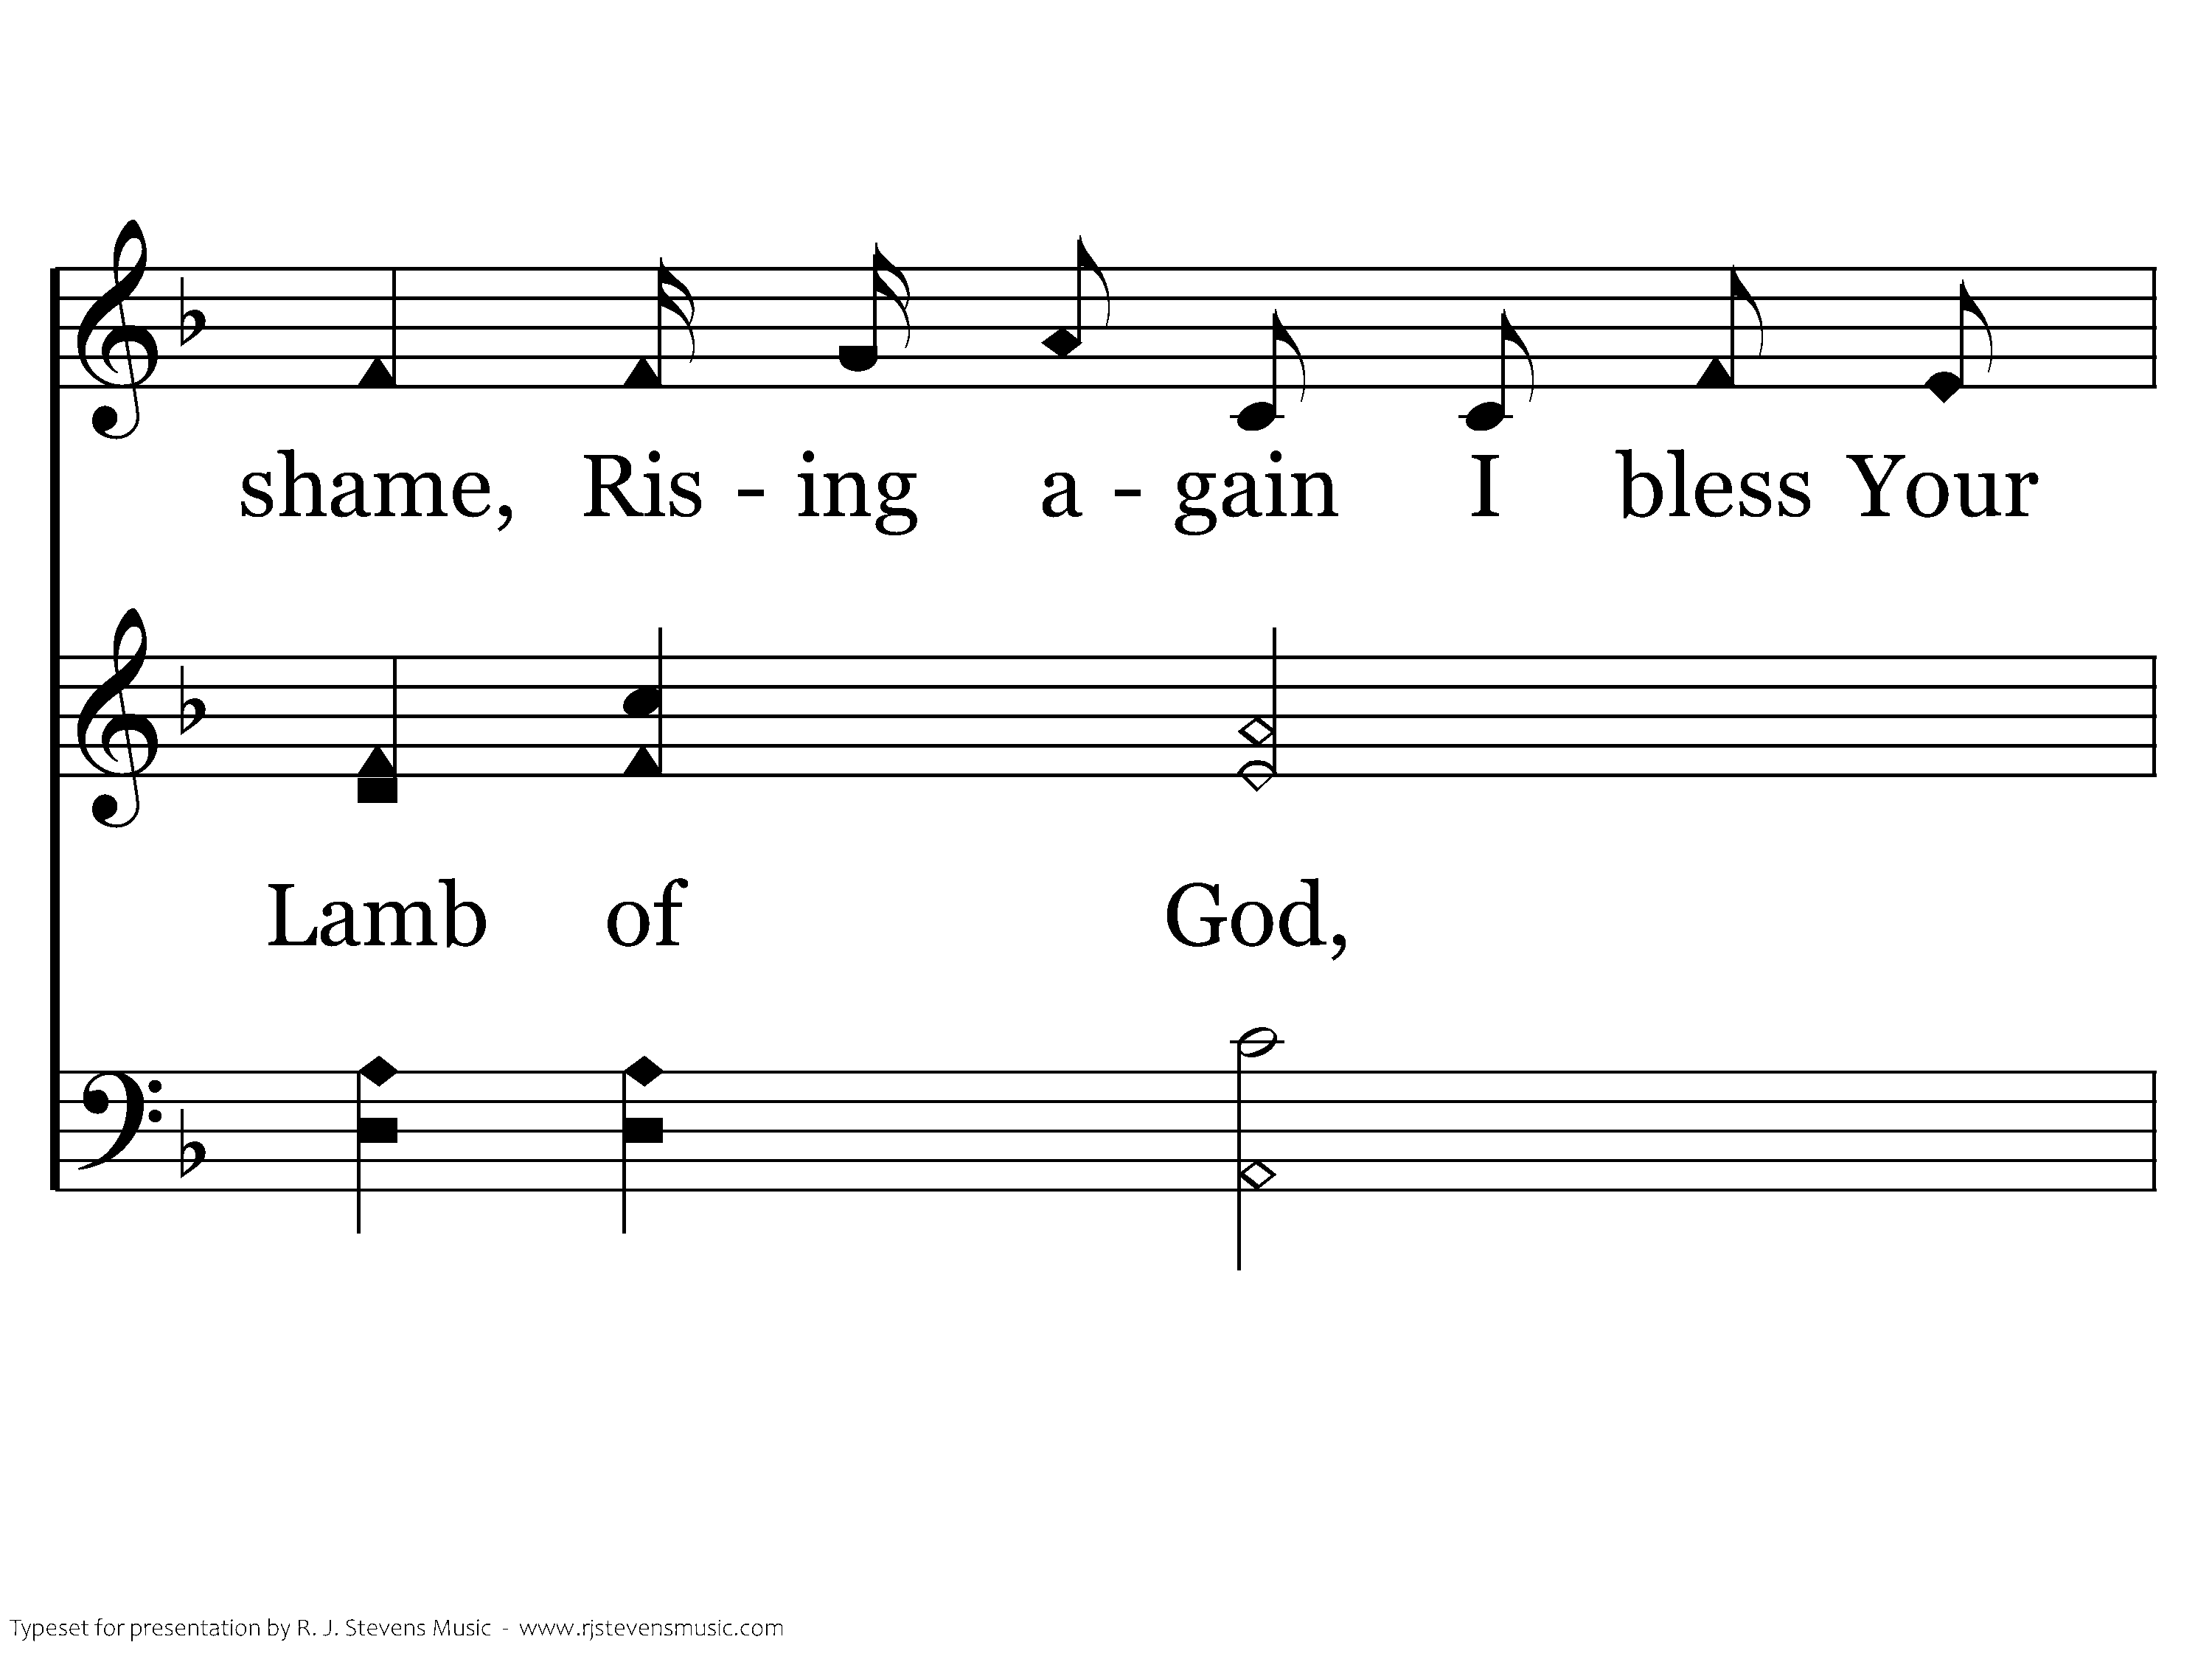 shame, Ris - ing a - gain I bless Your
Lamb of God,
Typeset for presentation by R. J. Stevens Music - www.rjstevensmusic.com